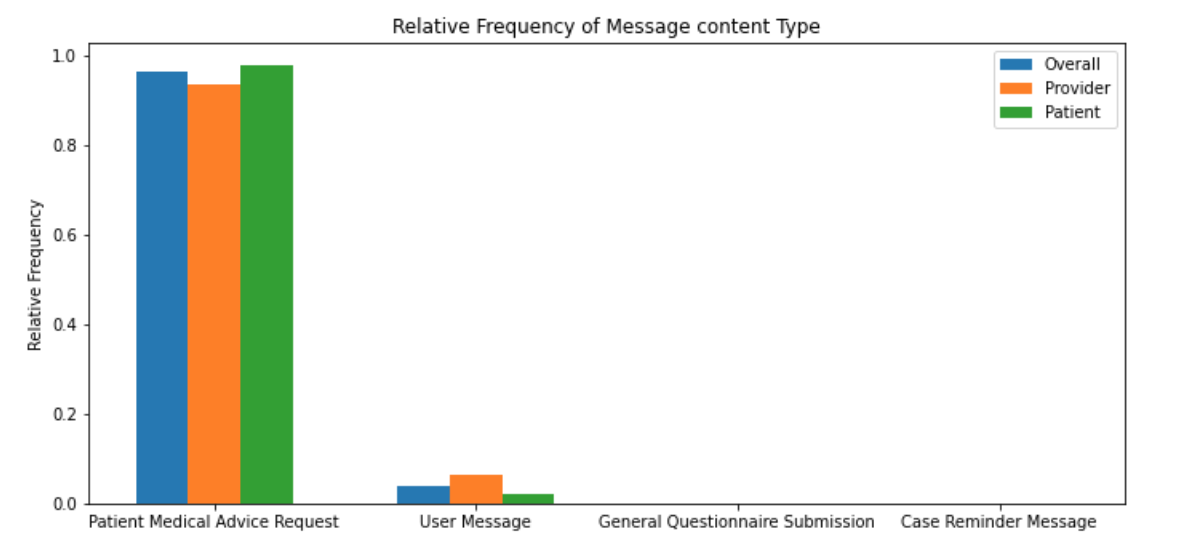 Relative Frequency of Message content Type
Relative Frequency
1.0
0.8
0.6
0.4
0.2
0.0
Overall
Provider
Patient
Patient Medical Advice Request
User Message
General Questionnaire Submission
Case Reminder Message